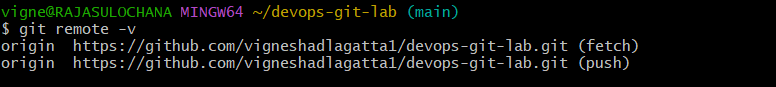 vigne@RAJASULOCHANA MINGW64 ~/devops-git-lab (main)
$ git remote -v
origin  https://github.com/vigneshadlagatta1/devops-git-lab.git (fetch)
origin  https://github.com/vigneshadlagatta1/devops-git-lab.git (push)